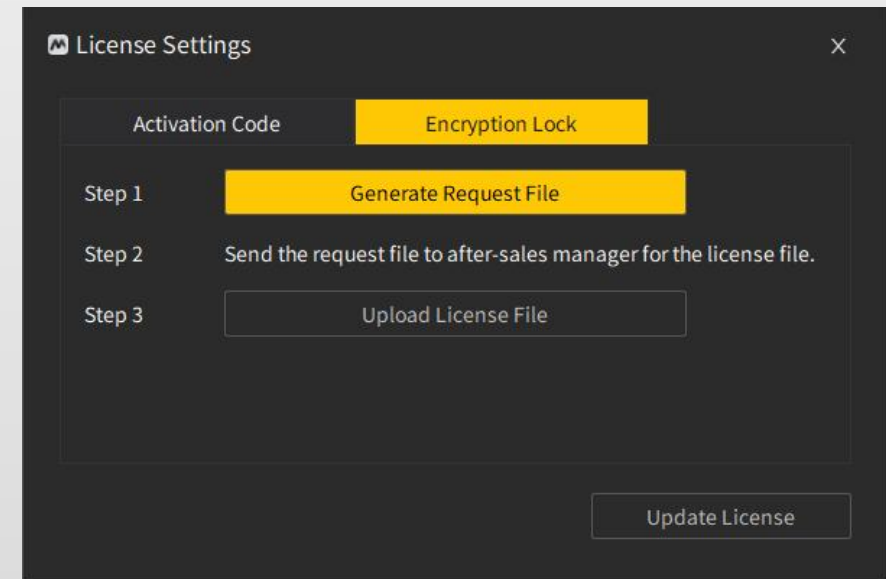 License Settings
X
Activation Code
Encryption Lock
Step 1
Generate Request File
Step 2
Send the request file to after-sales manager for the license file.
Step 3
Upload License File
Update License